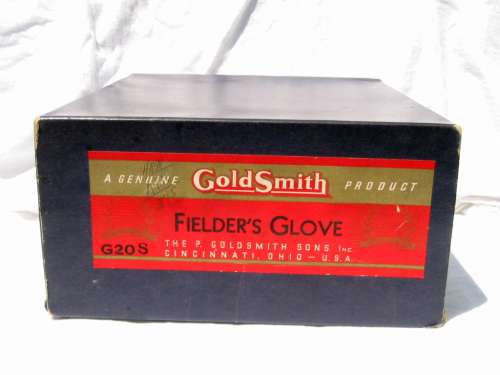 A GENUINE GoldSmith PRODUCT
FIELDER'S GLOVE
G20S
THE P. GOLDSMITH SONS INC.
CINCINNATI, OHIO - U.S.A.